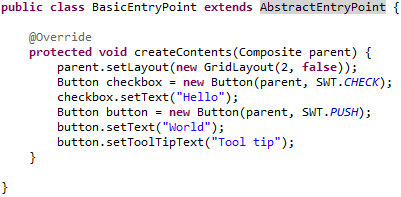 public class BasicEntryPoint extends AbstractEntryPoint {
@Override
protected void createContents(Composite parent) {
parent.setLayout(new GridLayout(2, false));
Button checkbox = new Button(parent, SWT.CHECK);
checkbox.setText("Hello");
Button button = new Button(parent, SWT.PUSH);
button.setText("World");
button.setToolTipText("Tool tip");
}
}